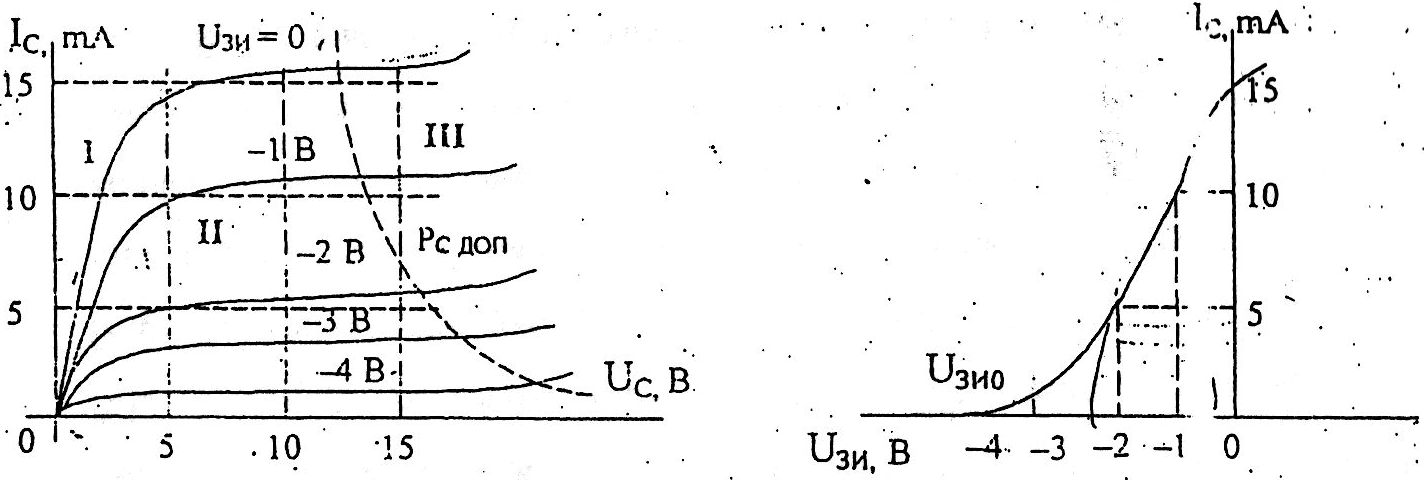 I_C, mA
U_ЗИ = 0
15
I
–1 В
III
10
II
–2 В
P_C ДОП
5
–3 В
–4 В
U_C, В
0
5
10
15
I_C, mA
15
10
5
U_ЗИО
U_ЗИ, В
–4
–3
–2
–1
0